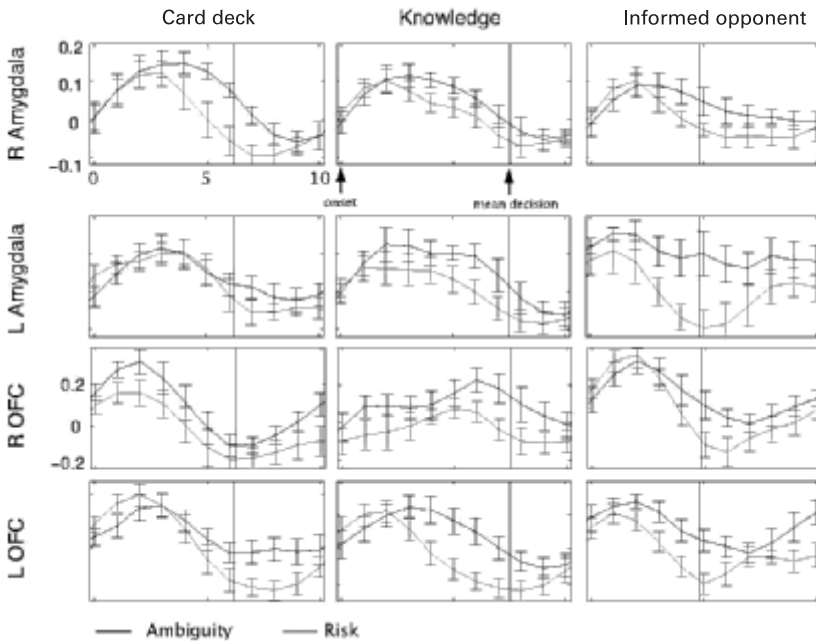 Card deck Knowledge Informed opponent
R Amygdala
0.2
0.1
0
−0.1
0 5 10
onset mean decision
L Amygdala
R OFC
0.2
0
−0.2
L OFC
Ambiguity Risk